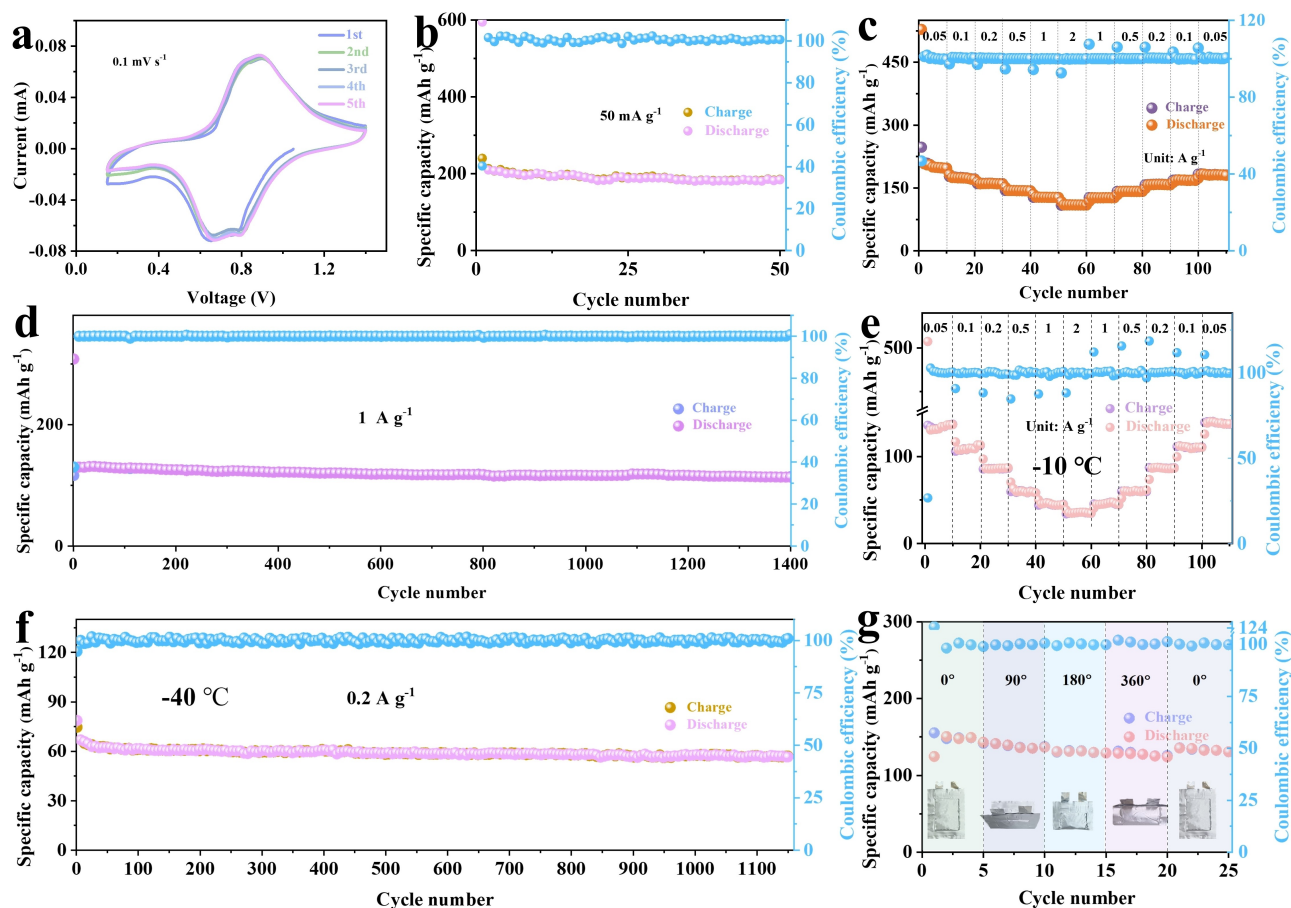 a
0.08
0.04
0.00
-0.04
-0.08
Current (mA)
0.1 mV s-1
1st
2nd
3rd
4th
5th
0.0 0.4 0.8 1.2
Voltage (V)
b
600
400
200
0
Specific capacity (mAh g-1)
50 mA g-1
Charge
Discharge
0 25 50
Cycle number
100
80
60
40
20
0
Coulombic efficiency (%)
c
450
300
150
0
Specific capacity (mAh g-1)
0.05 0.1 0.2 0.5 1 2 1 0.5 0.2 0.1 0.05
Charge
Discharge
Unit: A g-1
0 20 40 60 80 100
Cycle number
120
100
80
60
40
20
0
Coulombic efficiency (%)
d
200
0
Specific capacity (mAh g-1)
1 A g-1
Charge
Discharge
0 200 400 600 800 1000 1200 1400
Cycle number
100
80
60
40
20
0
Coulombic efficiency (%)
e
500
100
0
Specific capacity (mAh g-1)
0.05 0.1 0.2 0.5 1 2 1 0.5 0.2 0.1 0.05
Charge
Discharge
Unit: A g-1
-10 ℃
0 20 40 60 80 100
Cycle number
100
50
0
Coulombic efficiency (%)
f
120
90
60
30
0
Specific capacity (mAh g-1)
-40 ℃
0.2 A g-1
Charge
Discharge
0 100 200 300 400 500 600 700 800 900 1000 1100
Cycle number
100
75
50
25
0
Coulombic efficiency (%)
g
300
250
200
150
100
50
0
Specific capacity (mAh g-1)
0° 90° 180° 360° 0°
Charge
Discharge
0 5 10 15 20 25
Cycle number
124
100
75
50
25
0
Coulombic efficiency (%)